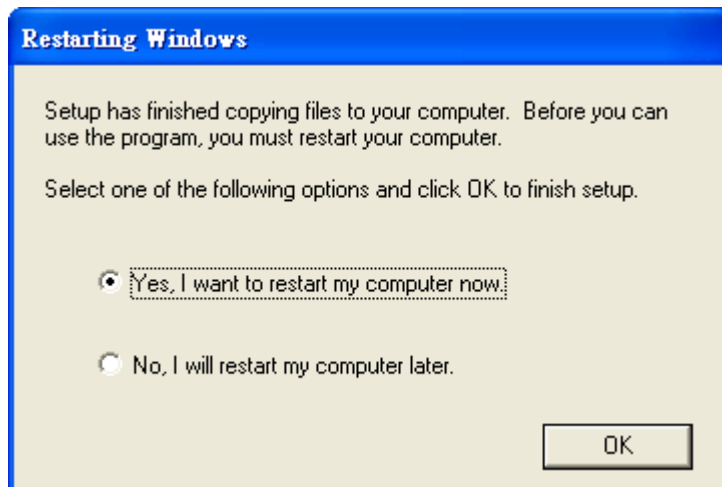 Restarting Windows
Setup has finished copying files to your computer.  Before you can
use the program, you must restart your computer.
Select one of the following options and click OK to finish setup.
Yes, I want to restart my computer now.
No, I will restart my computer later.
OK